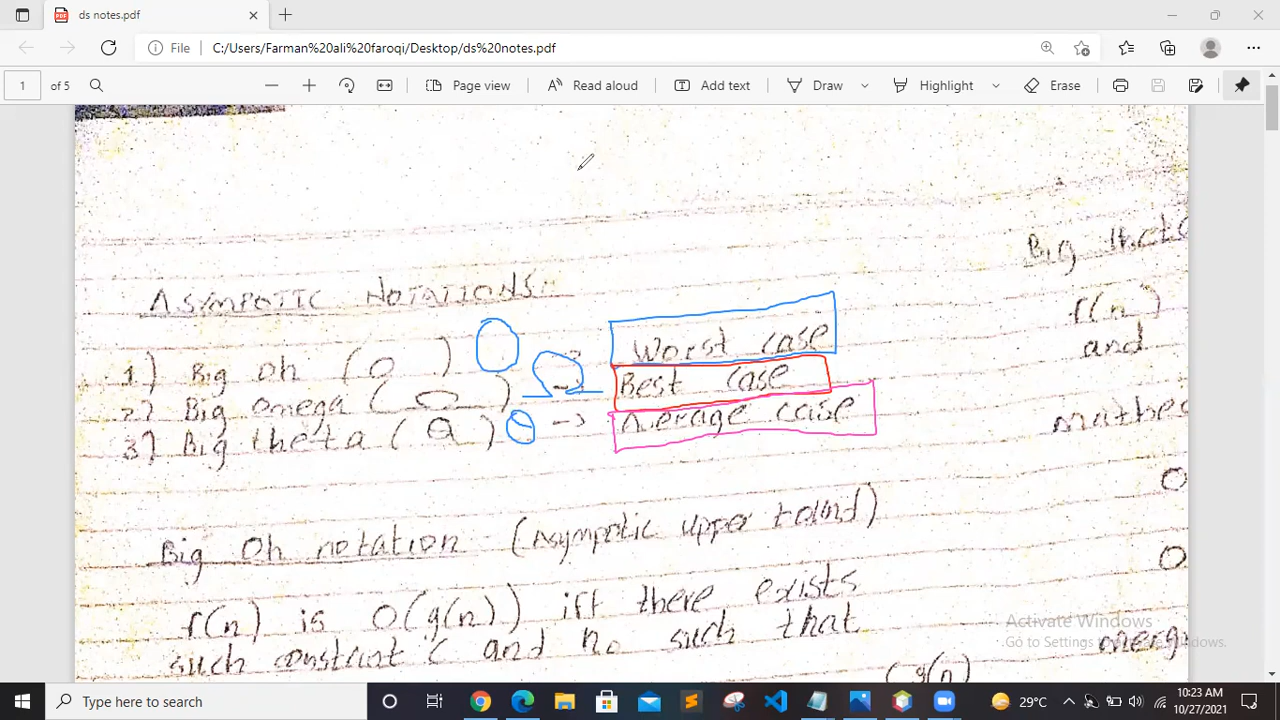 ds notes.pdf
File C:/Users/Farman%20ali%20faroqi/Desktop/ds%20notes.pdf
1 of 5 Page view Read aloud Add text Draw Highlight Erase
ASYMPOTIC NOTATIONS:
1) Big Oh (O) O Worst case
2) Big omega (Ω) Ω Best case
3) Big theta (θ) θ -> Average case
Big Oh notation (Asympotic upper bound)
f(n) is O(g(n)) iff there exists
such constant C and n₀ such that
(g(n)
Big theta
f(n)
and
mathe
O
O
Activate Windows
Go to Settings to activate Windows.
Type here to search
29°C
10:23 AM
10/27/2021